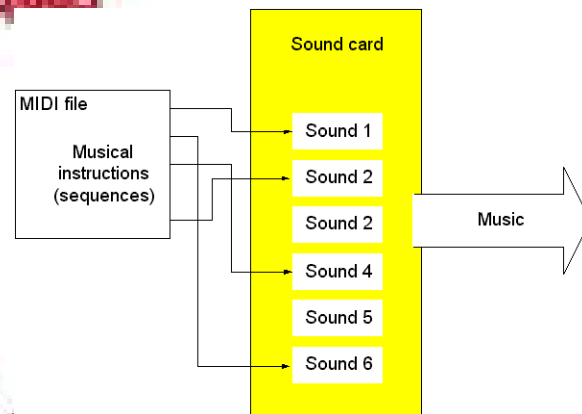 Sound card
MIDI file
Musical
instructions
(sequences)
Sound 1
Sound 2
Sound 2
Sound 4
Sound 5
Sound 6
Music